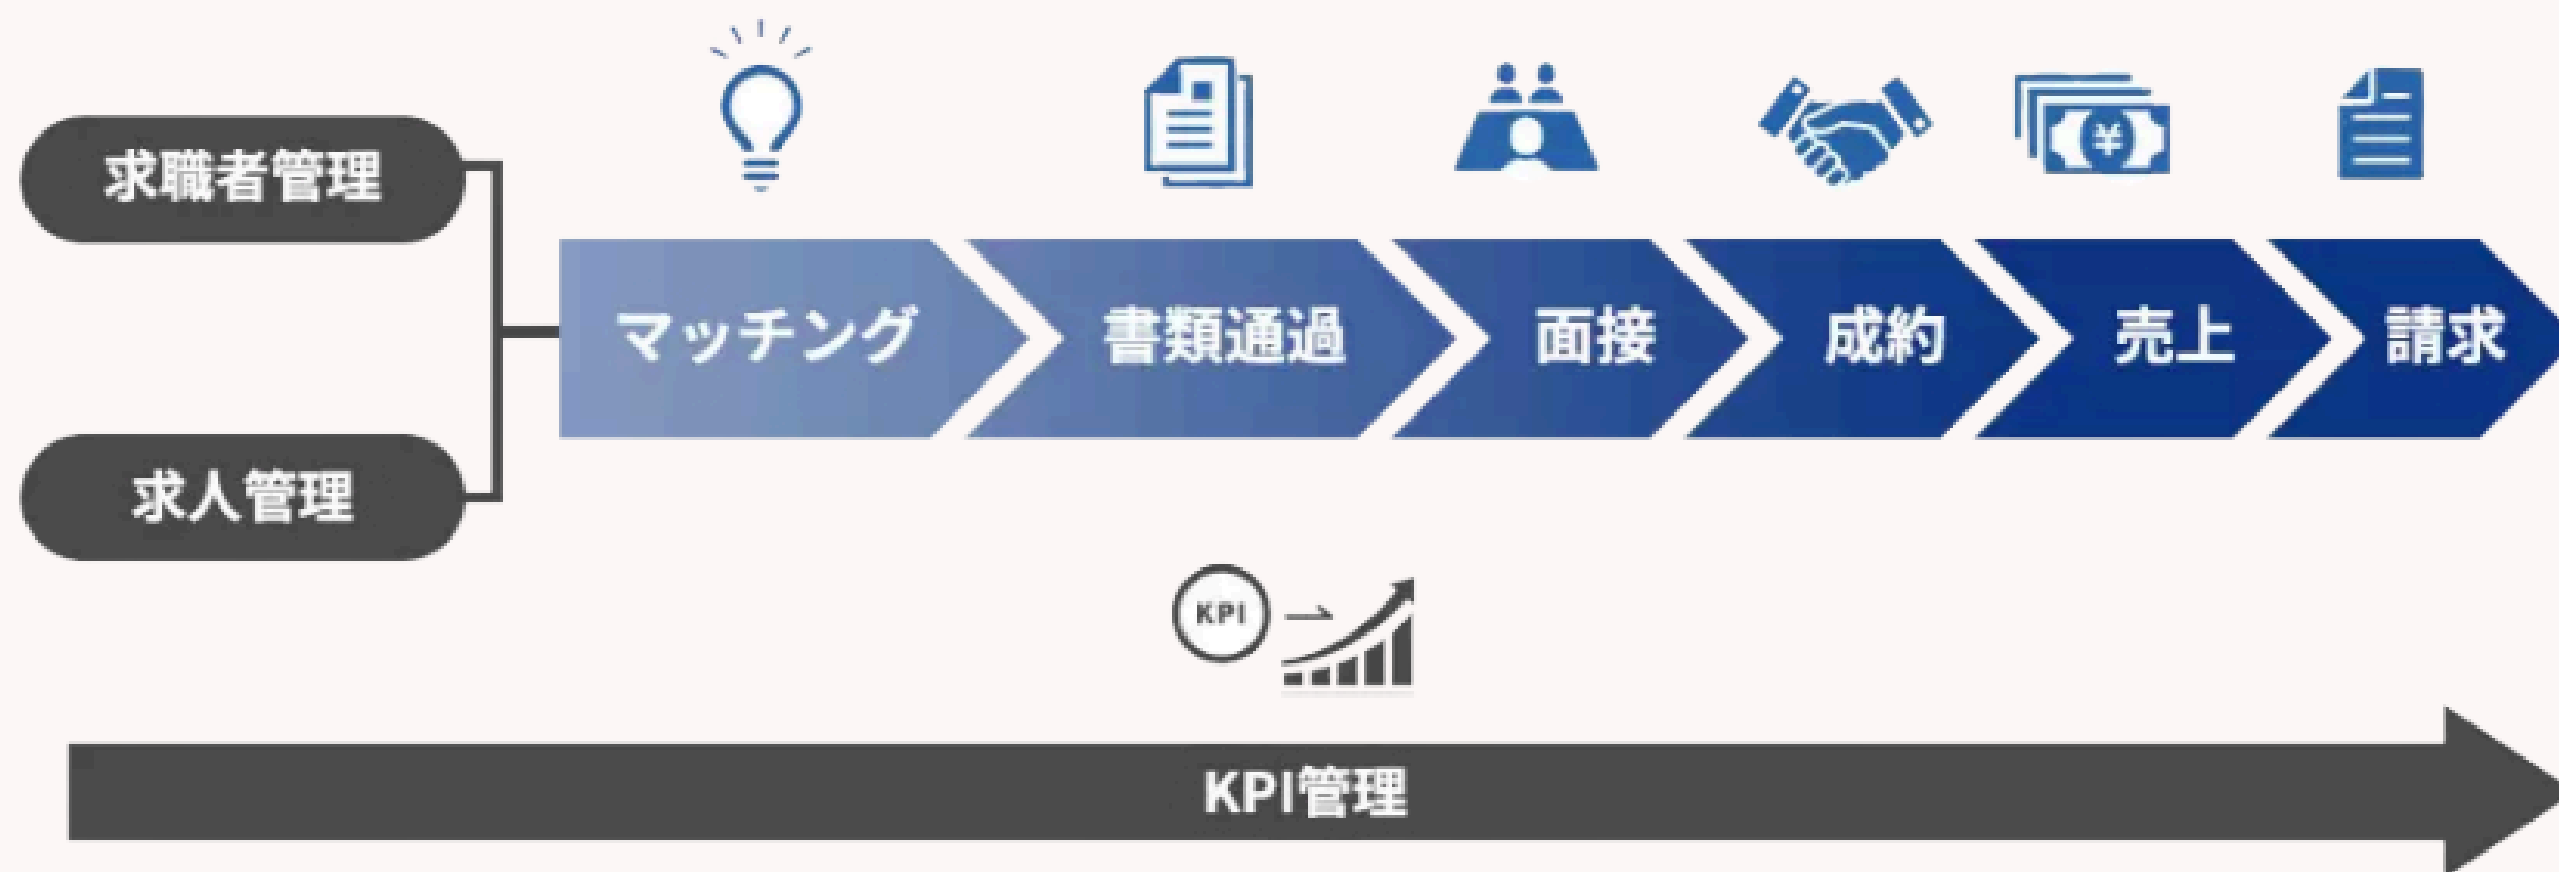 求職者管理
求人管理
マッチング
書類通過
面接
成約
¥
売上
請求
KPI
KPI管理